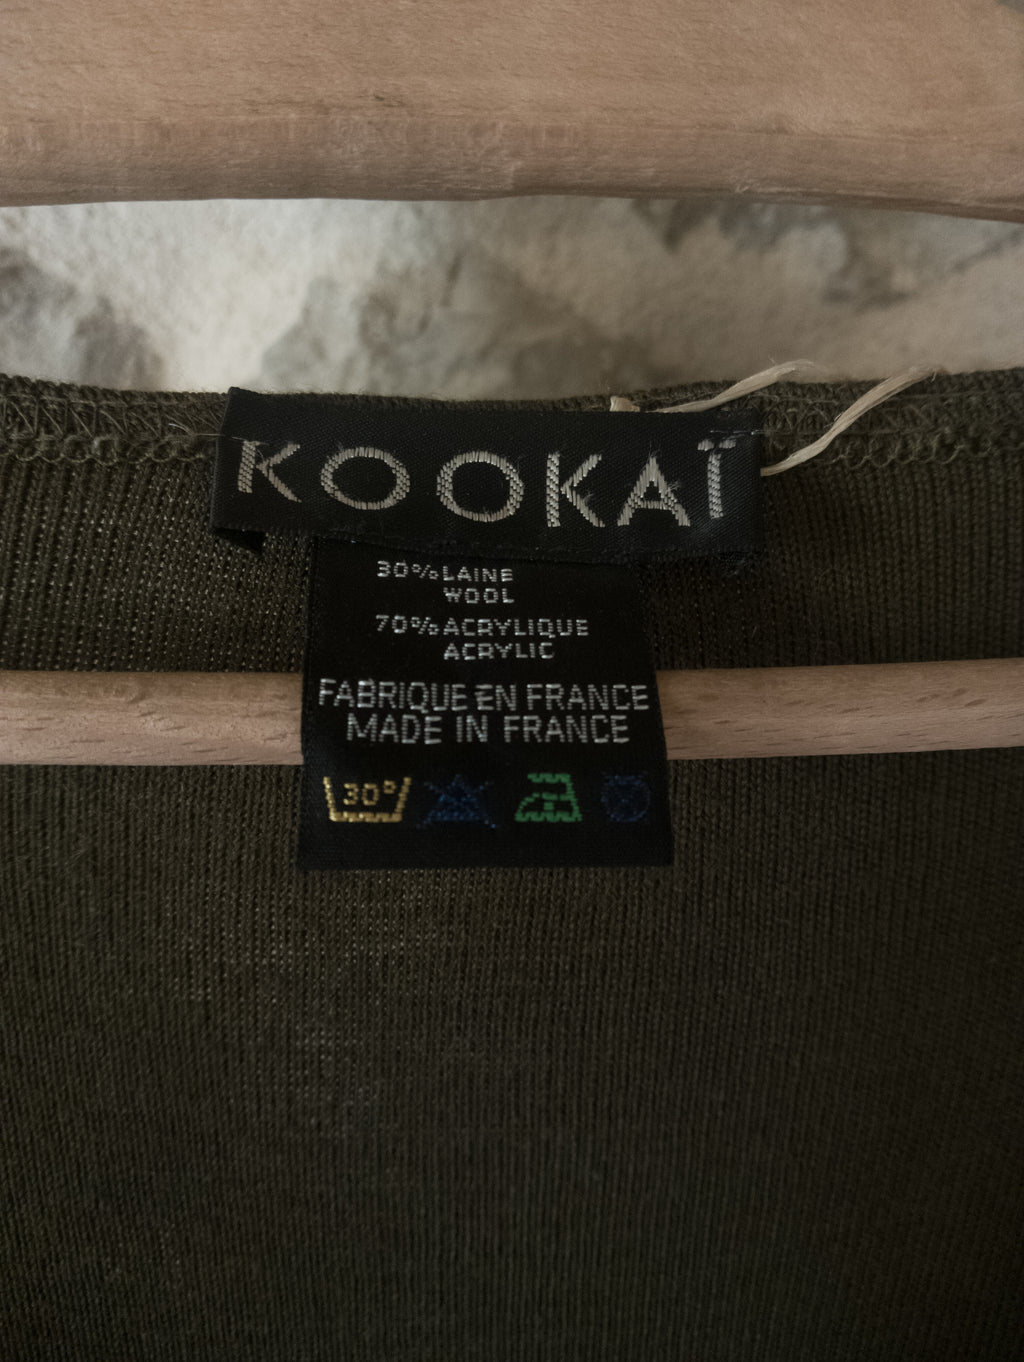 KOOKAÏ
30% LAINE
WOOL
70% ACRYLIQUE
ACRYLIC
FABRIQUE EN FRANCE
MADE IN FRANCE
30°